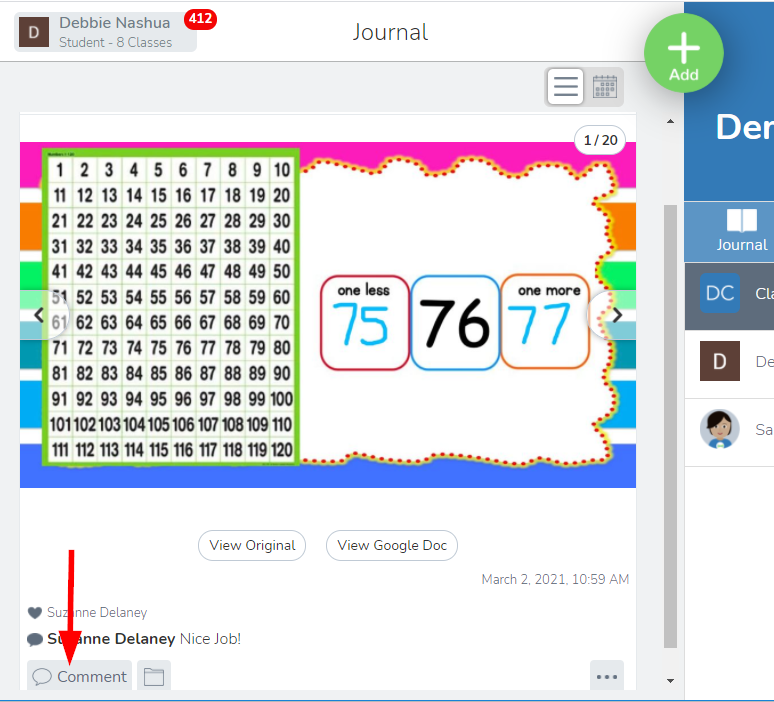 Debbie Nashua
412
Student - 8 Classes
Journal
Add
Der
1 / 20
Journal
1 2 3 4 5 6 7 8 9 10
11 12 13 14 15 16 17 18 19 20
21 22 23 24 25 26 27 28 29 30
31 32 33 34 35 36 37 38 39 40
41 42 43 44 45 46 47 48 49 50
51 52 53 54 55 56 57 58 59 60
61 62 63 64 65 66 67 68 69 70
71 72 73 74 75 76 77 78 79 80
81 82 83 84 85 86 87 88 89 90
91 92 93 94 95 96 97 98 99 100
101 102 103 104 105 106 107 108 109 110
111 112 113 114 115 116 117 118 119 120
one less
75
76
one more
77
DC Cla
D De
Sa
D
View Original
View Google Doc
March 2, 2021, 10:59 AM
Suzanne Delaney
Suzanne Delaney Nice Job!
Comment